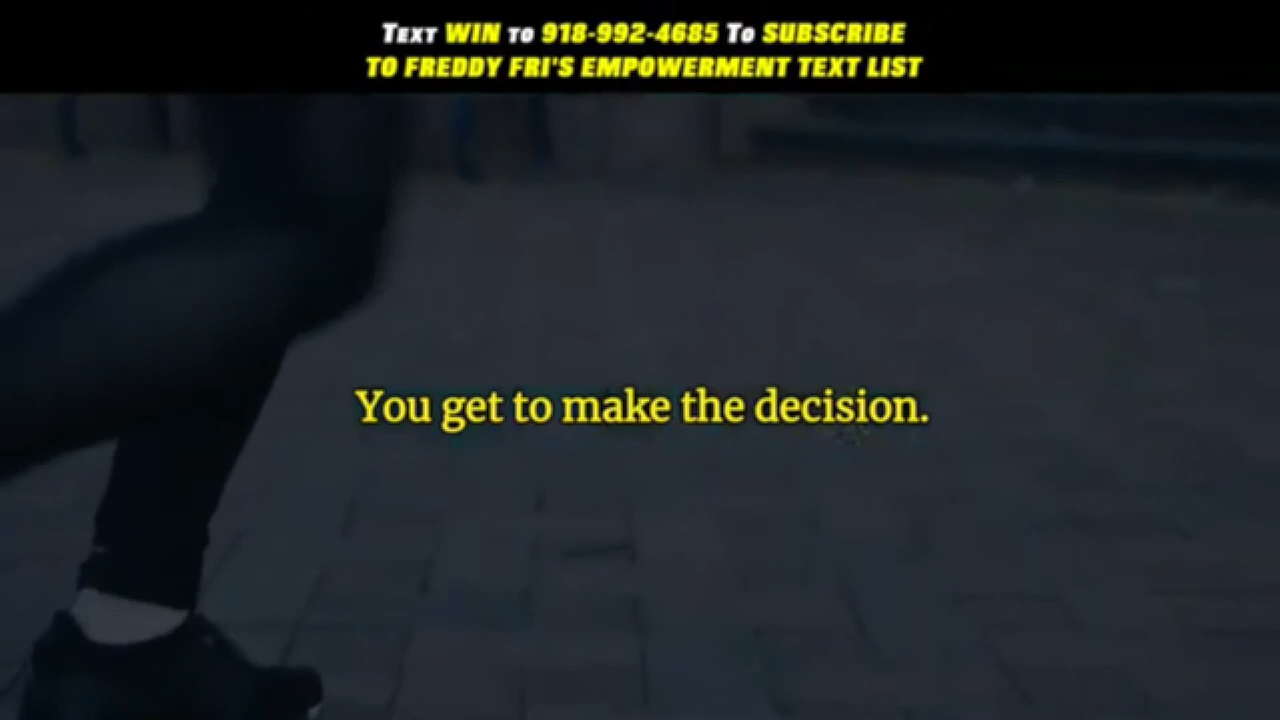 Text WIN to 918-992-4685 To SUBSCRIBE
TO FREDDY FRI'S EMPOWERMENT TEXT LIST
You get to make the decision.